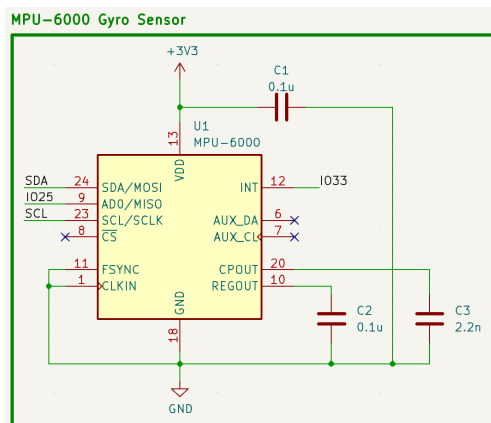 MPU-6000 Gyro Sensor
+3V3
C1
0.1u
U1
MPU-6000
13
VDD
SDA 24 SDA/MOSI
INT 12 IO33
IO25 9 AD0/MISO
SCL 23 SCL/SCLK
AUX_DA 6
8 CS
AUX_CL 7
11 FSYNC
CPOUT 20
1 CLKIN
REGOUT 10
GND
18
C2
0.1u
C3
2.2n
GND